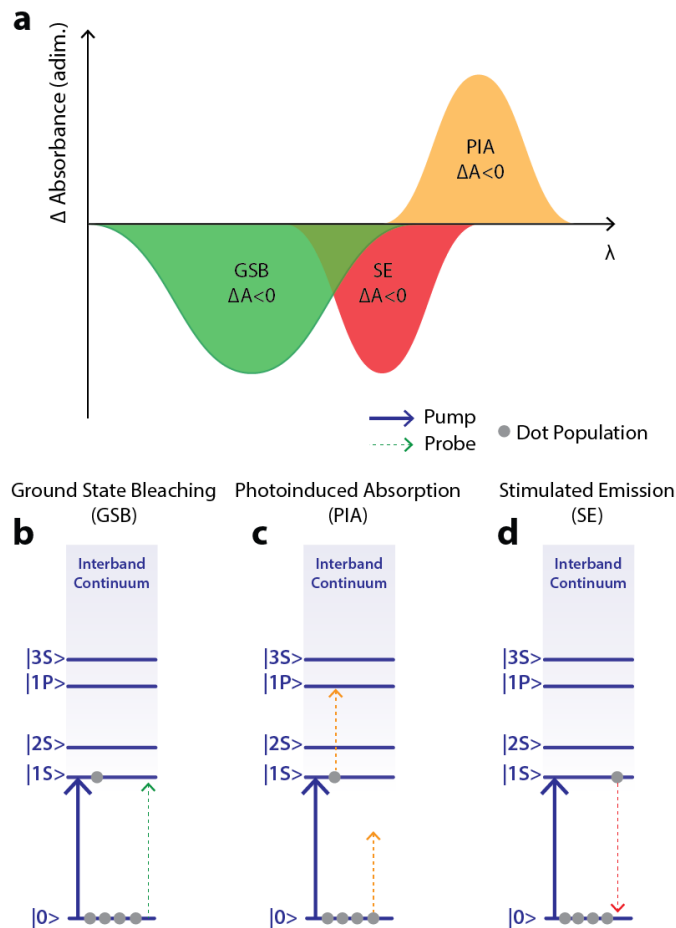 a
Δ Absorbance (adim.)
PIA
ΔA<0
λ
GSB
ΔA<0
SE
ΔA<0
Pump
Probe
Dot Population
Ground State Bleaching
(GSB)
Photoinduced Absorption
(PIA)
Stimulated Emission
(SE)
b
Interband
Continuum
|3S>
|1P>
|2S>
|1S>
|0>
c
Interband
Continuum
|3S>
|1P>
|2S>
|1S>
|0>
d
Interband
Continuum
|3S>
|1P>
|2S>
|1S>
|0>